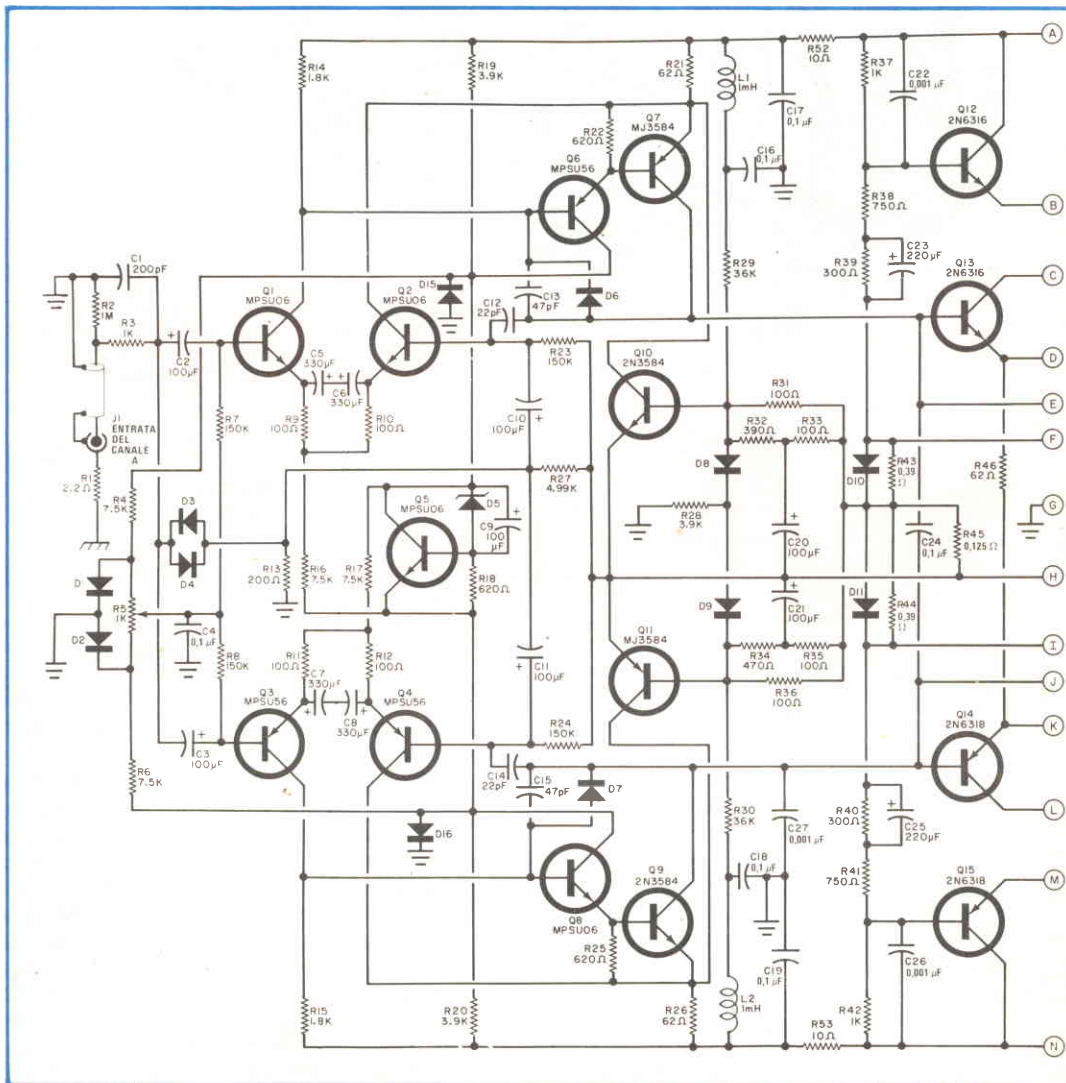 R14
1.8K
R19
3.9K
R21
62Ω
L1
1mH
R52
10Ω
C17
0,1 µF
R37
1K
C22
0,001 µF
Q12
2N6316
A
R22
620Ω
Q7
MJ3584
Q6
MPSU56
C16
0,1 µF
R38
750Ω
B
C23
220µF
R39
300Ω
Q13
2N6316
C
R29
36K
C1
200pF
R2
1M
R3
1K
C2
100µF
Q1
MPSU06
Q2
MPSU06
D15
C12
22pF
C13
47pF
D6
C5
330µF
C6
330µF
R23
150K
Q10
2N3584
D
E
F
R31
100Ω
R32
390Ω
R33
100Ω
J1
ENTRATA
DEL
CANALE
A
R7
150K
R9
100Ω
R10
100Ω
C10
100µF
R1
2.2Ω
R4
7.5K
D3
D4
R27
4.99K
D8
D10
R43
0,39
Ω
R46
62Ω
G
Q5
MPSU06
D5
C9
100
µF
R28
3.9K
C20
100µF
C24
0,1 µF
R45
0,125Ω
R13
200Ω
R16
7.5K
R17
7.5K
R18
620Ω
H
D
R5
1K
D2
C4
0,1 µF
R8
150K
D9
C21
100µF
D11
R44
0,39
Ω
I
R11
100Ω
R12
100Ω
C7
330µF
C8
330µF
C11
100µF
Q11
MJ3584
R34
470Ω
R35
100Ω
R36
100Ω
J
Q3
MPSU56
Q4
MPSU56
R24
150K
Q14
2N6318
K
C3
100µF
R6
7.5K
C14
22pF
C15
47pF
D7
R30
36K
C27
0,001 µF
R40
300Ω
C25
220µF
L
D16
C18
0,1 µF
R41
750Ω
Q15
2N6318
M
Q9
2N3584
Q8
MPSU06
R25
620Ω
C19
0,1 µF
C26
0,001 µF
R15
1.8K
R20
3.9K
R26
62Ω
L2
1mH
R53
10Ω
R42
1K
N